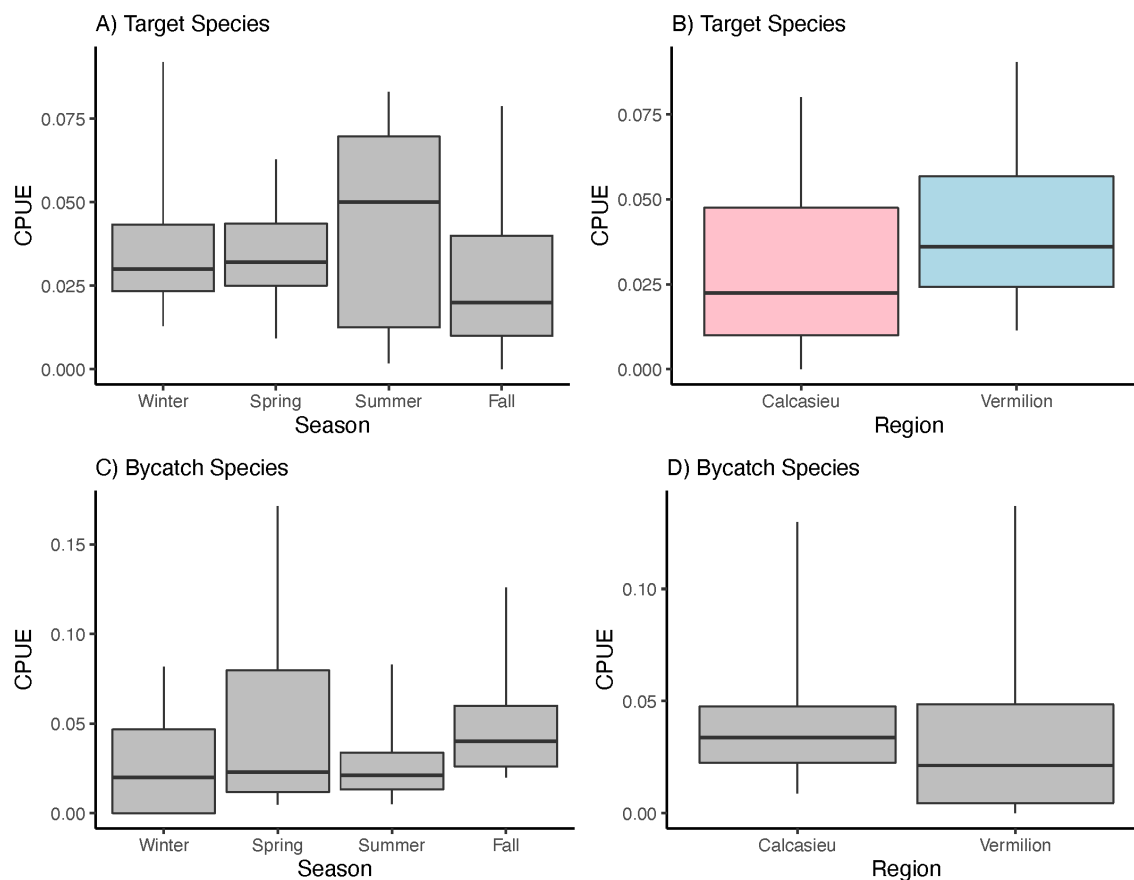 A) Target Species
CPUE
0.075
0.050
0.025
0.000
Winter Spring Summer Fall
Season
B) Target Species
CPUE
0.075
0.050
0.025
0.000
Calcasieu Vermilion
Region
C) Bycatch Species
CPUE
0.15
0.10
0.05
0.00
Winter Spring Summer Fall
Season
D) Bycatch Species
CPUE
0.10
0.05
0.00
Calcasieu Vermilion
Region